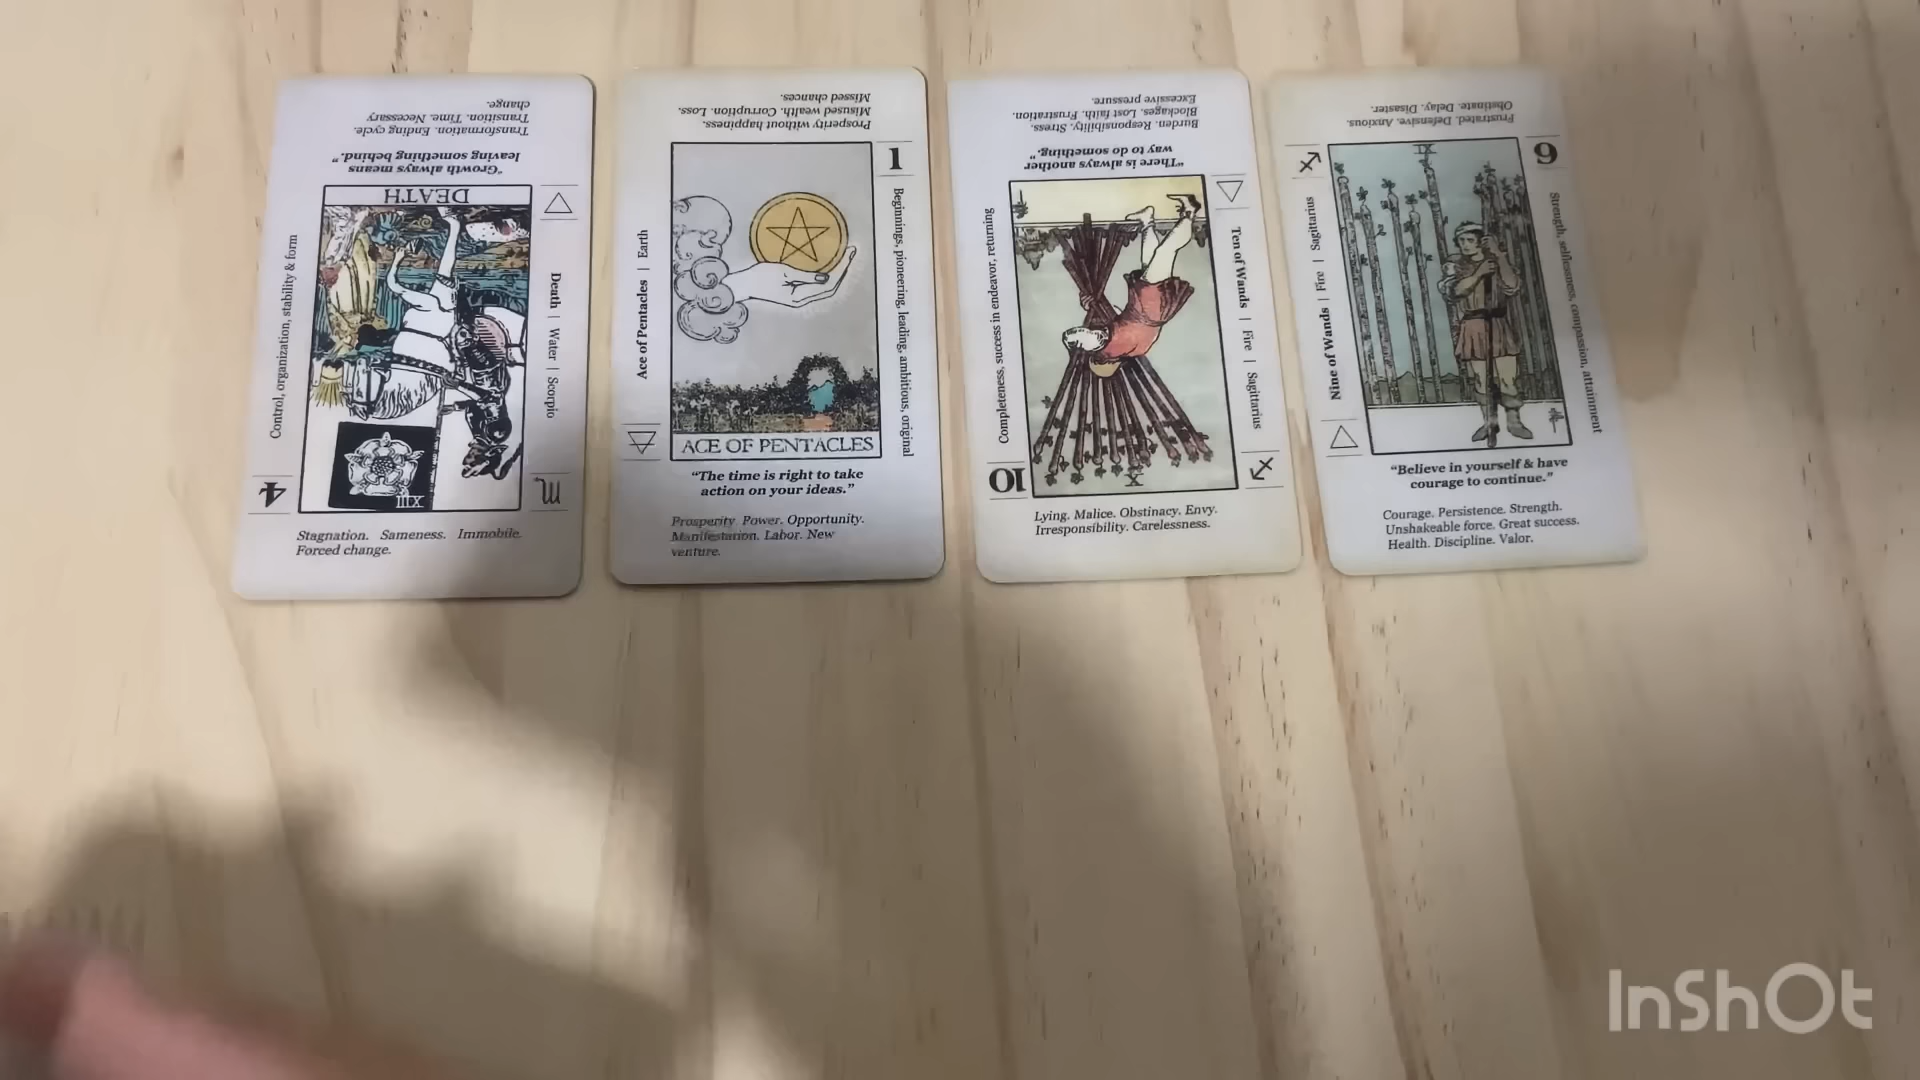 Transformation. Ending cycle.
Transition. Time. Necessary
change.
"Growth always means
leaving something behind."
DEATH
Control, organization, stability & form
Death | Water | Scorpio
XIII
4
Stagnation. Sameness. Immobile.
Forced change.
Prosperity without happiness.
Misused wealth. Corruption. Loss.
Missed chances.
1
Ace of Pentacles | Earth
Beginnings, pioneering, leading, ambitious, original
ACE OF PENTACLES
"The time is right to take
action on your ideas."
Prosperity. Power. Opportunity.
Manifestation. Labor. New
venture.
Burden. Responsibility. Stress.
Blockages. Lost faith. Frustration.
Excessive pressure.
"There is always another
way to do something."
Completeness, success in endeavor, returning
Ten of Wands | Fire | Sagittarius
X
10
Lying. Malice. Obstinacy. Envy.
Irresponsibility. Carelessness.
Frustrated. Defensive. Anxious.
Obstinate. Delay. Disaster.
IX
9
Nine of Wands | Fire | Sagittarius
Strength, selflessness, compassion, attainment
"Believe in yourself & have
courage to continue."
Courage. Persistence. Strength.
Unshakeable force. Great success.
Health. Discipline. Valor.
InShOt